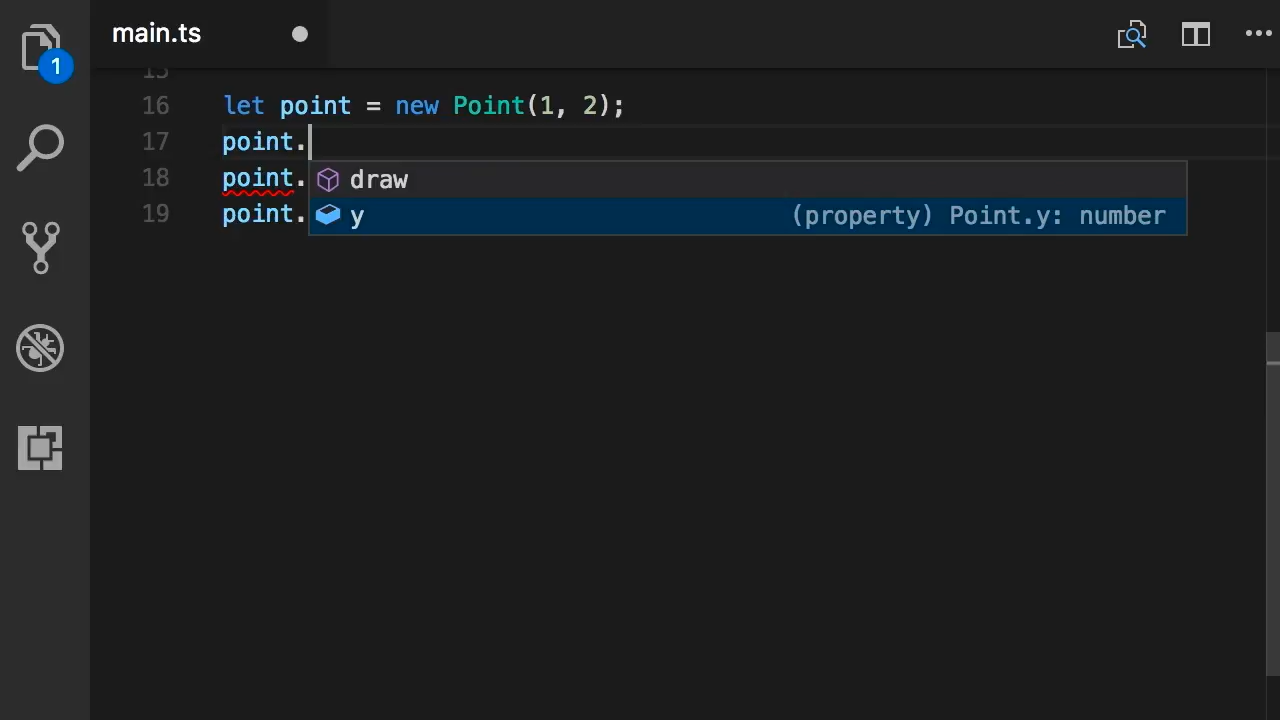 main.ts
1
15
16 let point = new Point(1, 2);
17 point.
draw
18 point.
y (property) Point.y: number
19 point.